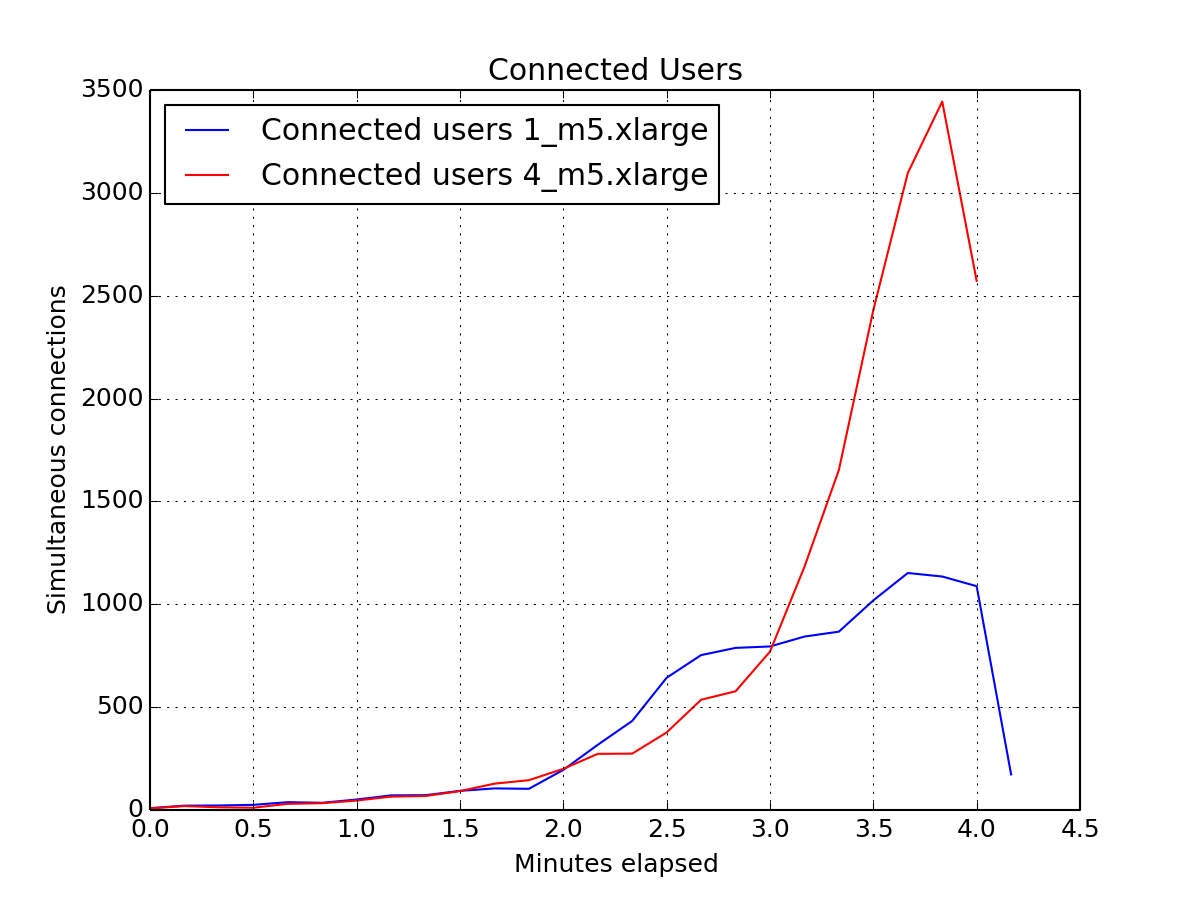 Connected Users
3500
3000
2500
2000
1500
1000
500
0
Connected users 1_m5.xlarge
Connected users 4_m5.xlarge
Simultaneous connections
0.0 0.5 1.0 1.5 2.0 2.5 3.0 3.5 4.0 4.5
Minutes elapsed